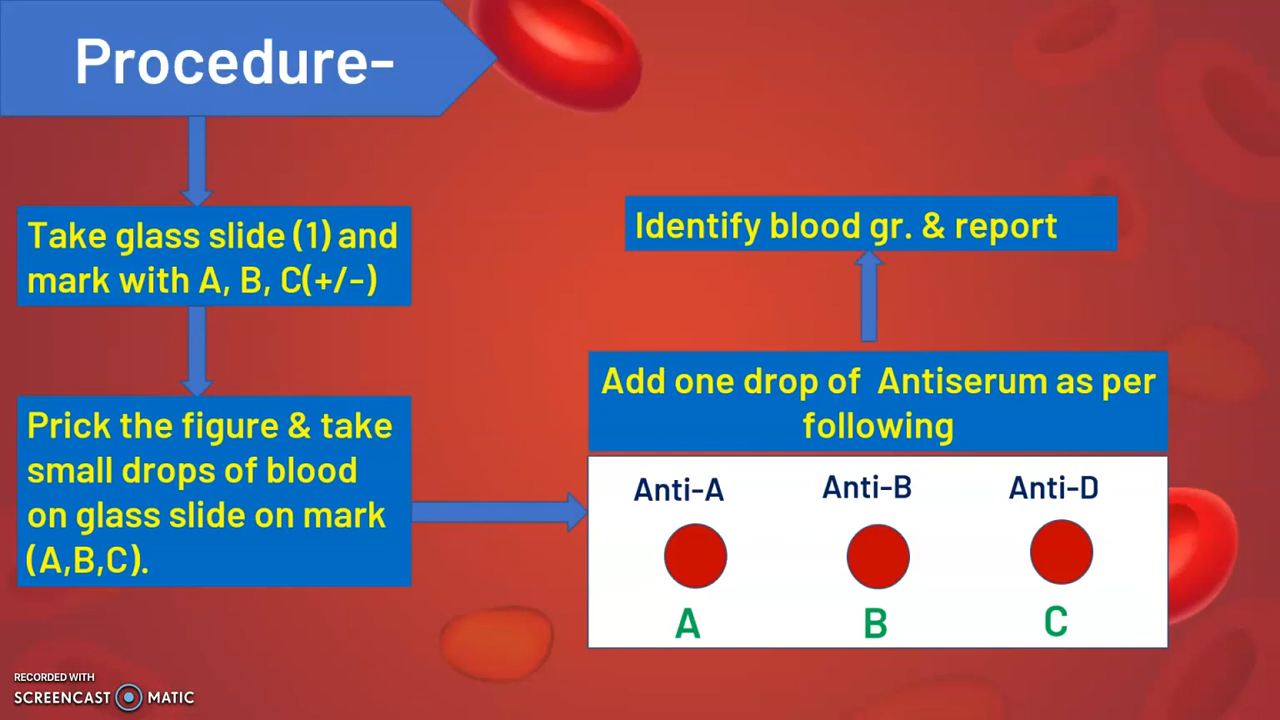 Procedure-
Take glass slide (1) and
mark with A, B, C(+/-)
Prick the figure & take
small drops of blood
on glass slide on mark
(A,B,C).
Identify blood gr. & report
Add one drop of Antiserum as per
following
Anti-A Anti-B Anti-D
A B C
RECORDED WITH
SCREENCAST MATIC